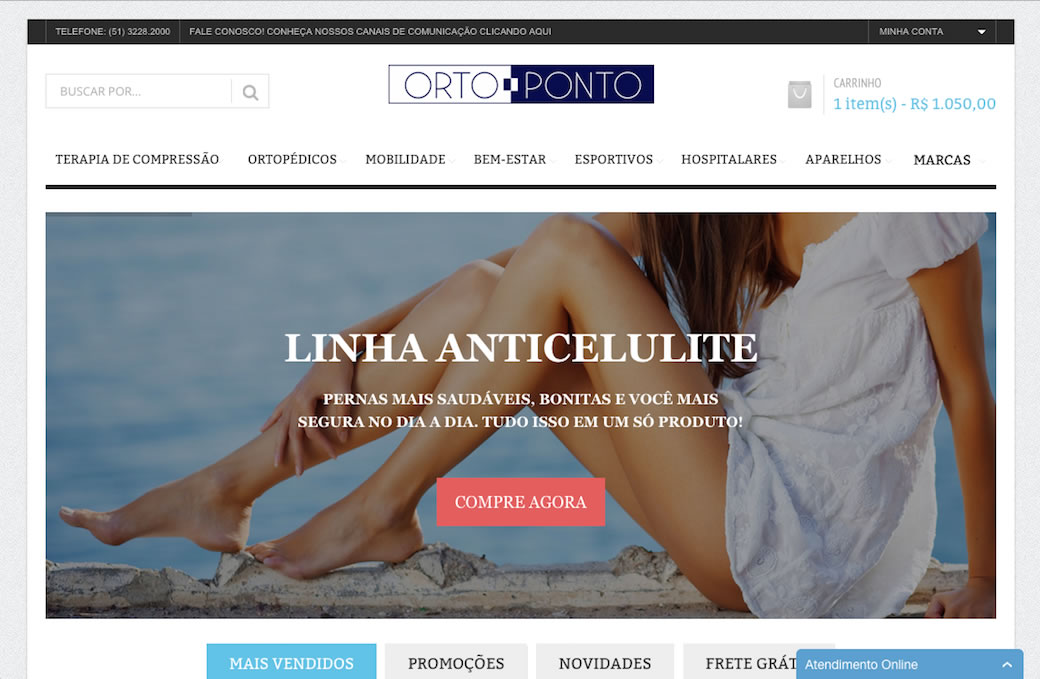 TELEFONE: (51) 3228.2000
FALE CONOSCO! CONHEÇA NOSSOS CANAIS DE COMUNICAÇÃO CLICANDO AQUI
MINHA CONTA
BUSCAR POR...
ORTO PONTO
CARRINHO
1 item(s) - R$ 1.050,00
TERAPIA DE COMPRESSÃO
ORTOPÉDICOS
MOBILIDADE
BEM-ESTAR
ESPORTIVOS
HOSPITALARES
APARELHOS
MARCAS
LINHA ANTICELULITE
PERNAS MAIS SAUDÁVEIS, BONITAS E VOCÊ MAIS
SEGURA NO DIA A DIA. TUDO ISSO EM UM SÓ PRODUTO!
COMPRE AGORA
MAIS VENDIDOS
PROMOÇÕES
NOVIDADES
FRETE GRÁT
Atendimento Online